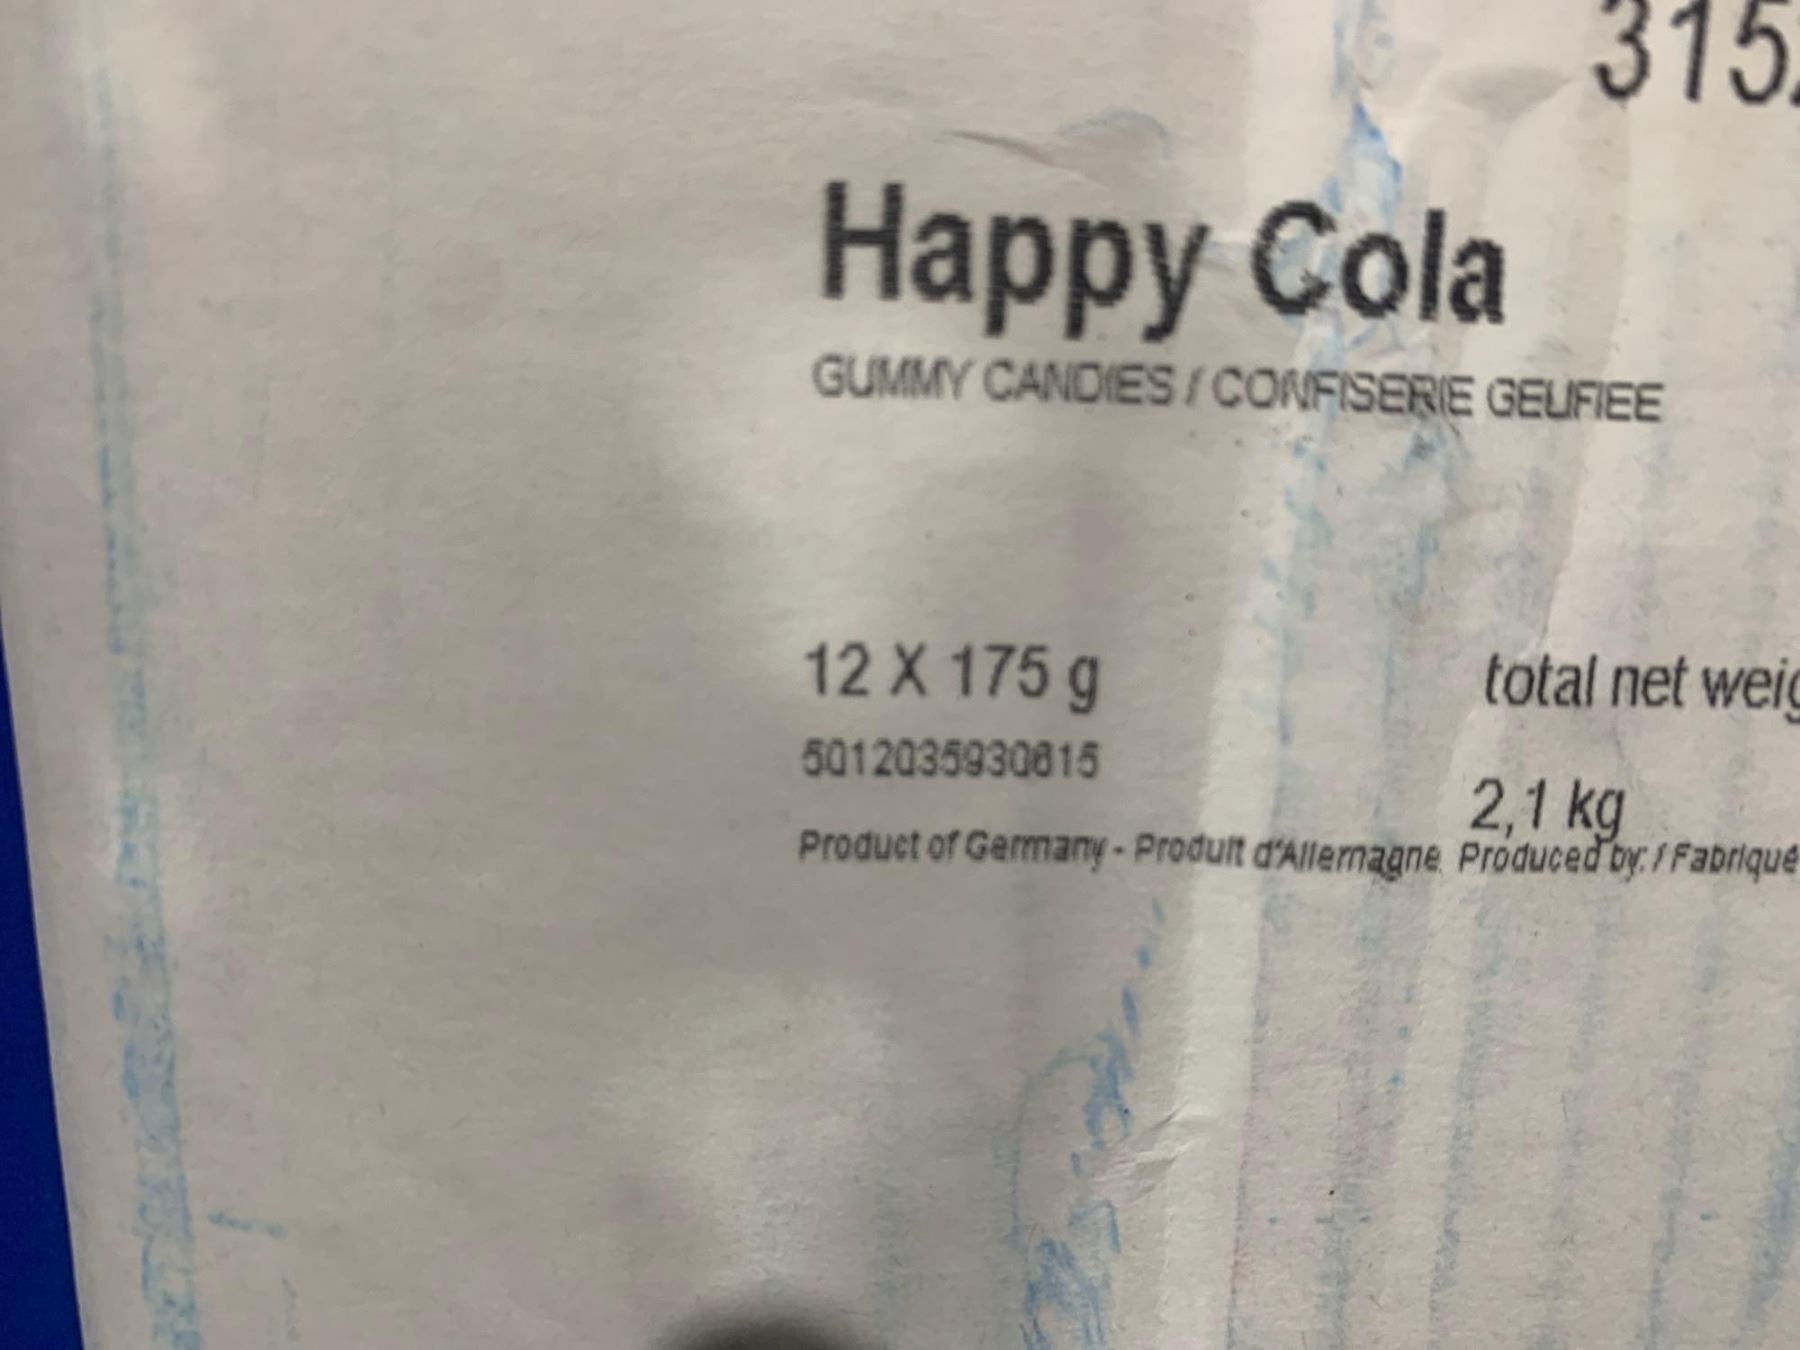 315
Happy Cola
GUMMY CANDIES / CONFISERIE GELIFIEE
12 X 175 g
total net weig
5012035930615
2,1 kg
Product of Germany - Produit d'Allemagne Produced by: / Fabriqué